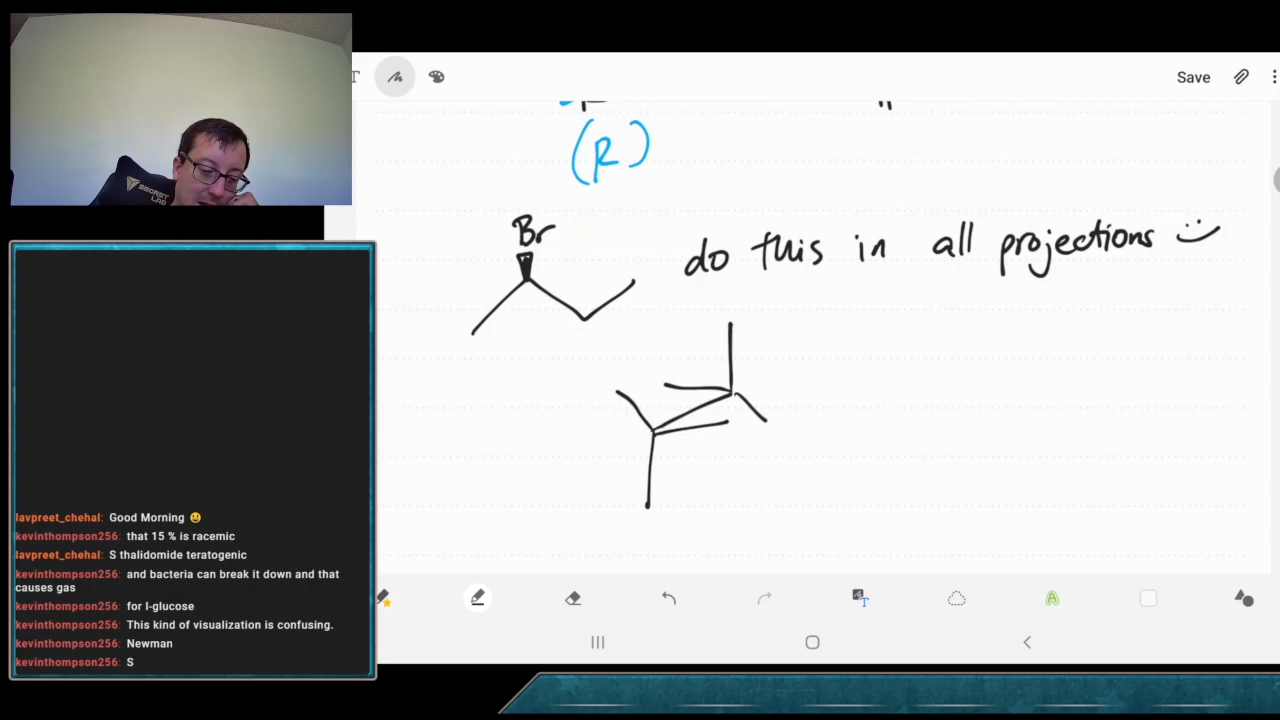 T
Save
(R)
Br
do this in all projections
SECRET
LAB
lavpreet_chehal: Good Morning 😃
kevinthompson256: that 15 % is racemic
lavpreet_chehal: S thalidomide teratogenic
kevinthompson256: and bacteria can break it down and that
causes gas
kevinthompson256: for l-glucose
kevinthompson256: This kind of visualization is confusing.
kevinthompson256: Newman
kevinthompson256: S
T
A